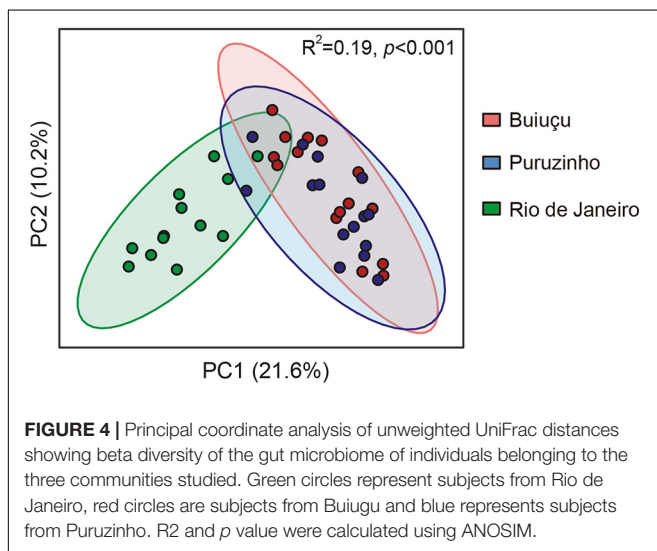 R²=0.19, p<0.001
PC2 (10.2%)
PC1 (21.6%)
Buiuçu
Puruzinho
Rio de Janeiro
FIGURE 4 | Principal coordinate analysis of unweighted UniFrac distances
showing beta diversity of the gut microbiome of individuals belonging to the
three communities studied. Green circles represent subjects from Rio de
Janeiro, red circles are subjects from Buiugu and blue represents subjects
from Puruzinho. R2 and p value were calculated using ANOSIM.